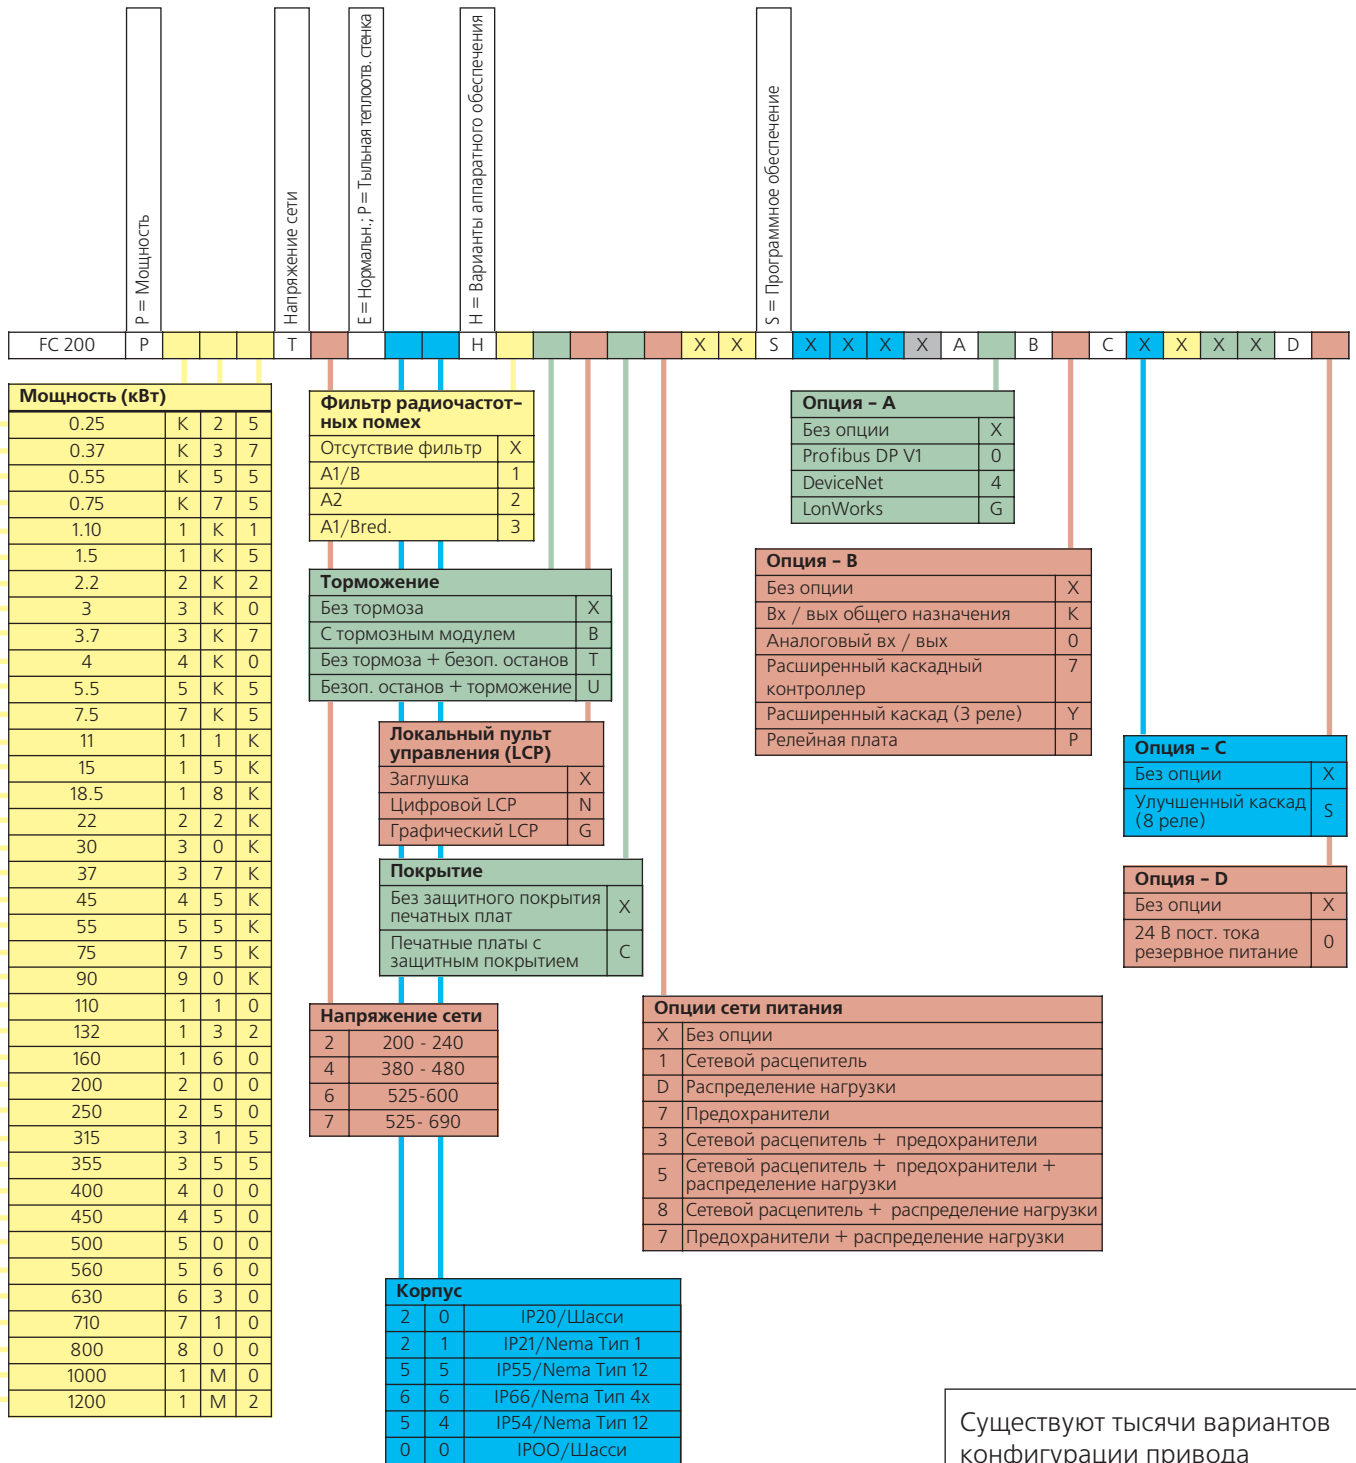 P = Мощность
Напряжение сети
E = Нормальн.; P = Тыльная теплоотв. стенка
H = Варианты аппаратного обеспечения
S = Программное обеспечение
FC 200 P T H X X S X X X X A B C X X X X D
Мощность (кВт)
0.25 K 2 5
0.37 K 3 7
0.55 K 5 5
0.75 K 7 5
1.10 1 K 1
1.5 1 K 5
2.2 2 K 2
3 3 K 0
3.7 3 K 7
4 4 K 0
5.5 5 K 5
7.5 7 K 5
11 1 1 K
15 1 5 K
18.5 1 8 K
22 2 2 K
30 3 0 K
37 3 7 K
45 4 5 K
55 5 5 K
75 7 5 K
90 9 0 K
110 1 1 0
132 1 3 2
160 1 6 0
200 2 0 0
250 2 5 0
315 3 1 5
355 3 5 5
400 4 0 0
450 4 5 0
500 5 0 0
560 5 6 0
630 6 3 0
710 7 1 0
800 8 0 0
1000 1 M 0
1200 1 M 2
Фильтр радиочастот–
ных помех
Отсутствие фильтр X
A1/B 1
A2 2
A1/Bred. 3
Торможение
Без тормоза X
С тормозным модулем B
Без тормоза + безоп. останов T
Безоп. останов + торможение U
Локальный пульт
управления (LCP)
Заглушка X
Цифровой LCP N
Графический LCP G
Покрытие
Без защитного покрытия
печатных плат X
Печатные платы с
защитным покрытием C
Напряжение сети
2 200 - 240
4 380 - 480
6 525-600
7 525- 690
Корпус
2 0 IP20/Шасси
2 1 IP21/Nema Тип 1
5 5 IP55/Nema Тип 12
6 6 IP66/Nema Тип 4x
5 4 IP54/Nema Тип 12
0 0 IPOO/Шасси
Опция – A
Без опции X
Profibus DP V1 0
DeviceNet 4
LonWorks G
Опция – B
Без опции X
Вх / вых общего назначения K
Аналоговый вх / вых 0
Расширенный каскадный 7
контроллер
Расширенный каскад (3 реле) Y
Релейная плата P
Опции сети питания
X Без опции
1 Сетевой расцепитель
D Распределение нагрузки
7 Предохранители
3 Сетевой расцепитель + предохранители
5 Сетевой расцепитель + предохранители +
распределение нагрузки
8 Сетевой расцепитель + распределение нагрузки
7 Предохранители + распределение нагрузки
Опция – C
Без опции X
Улучшенный каскад
(8 реле) S
Опция – D
Без опции X
24 В пост. тока
резервное питание 0
Существуют тысячи вариантов
конфигурации привода